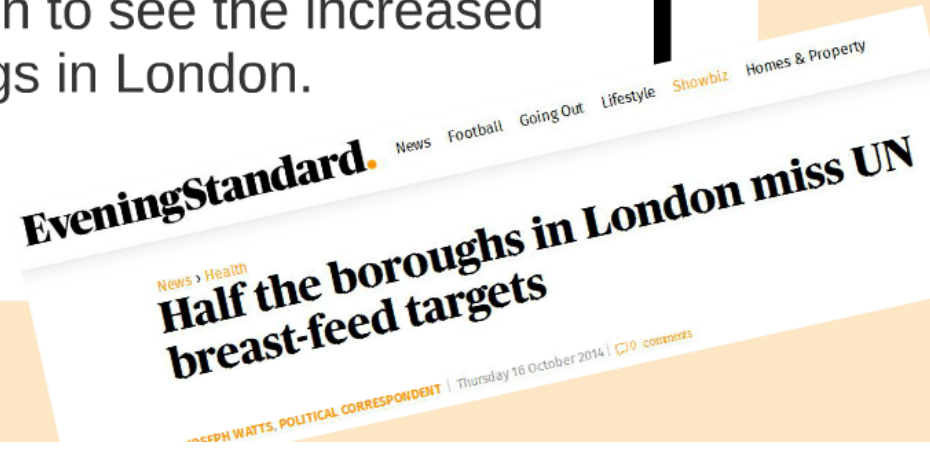 to see the increased
in London.
EveningStandard.
News Football Going Out Lifestyle Showbiz Homes & Property
News › Health
Half the boroughs in London miss UN
breast-feed targets
JOSEPH WATTS, POLITICAL CORRESPONDENT | Thursday 16 October 2014 | 0 comments